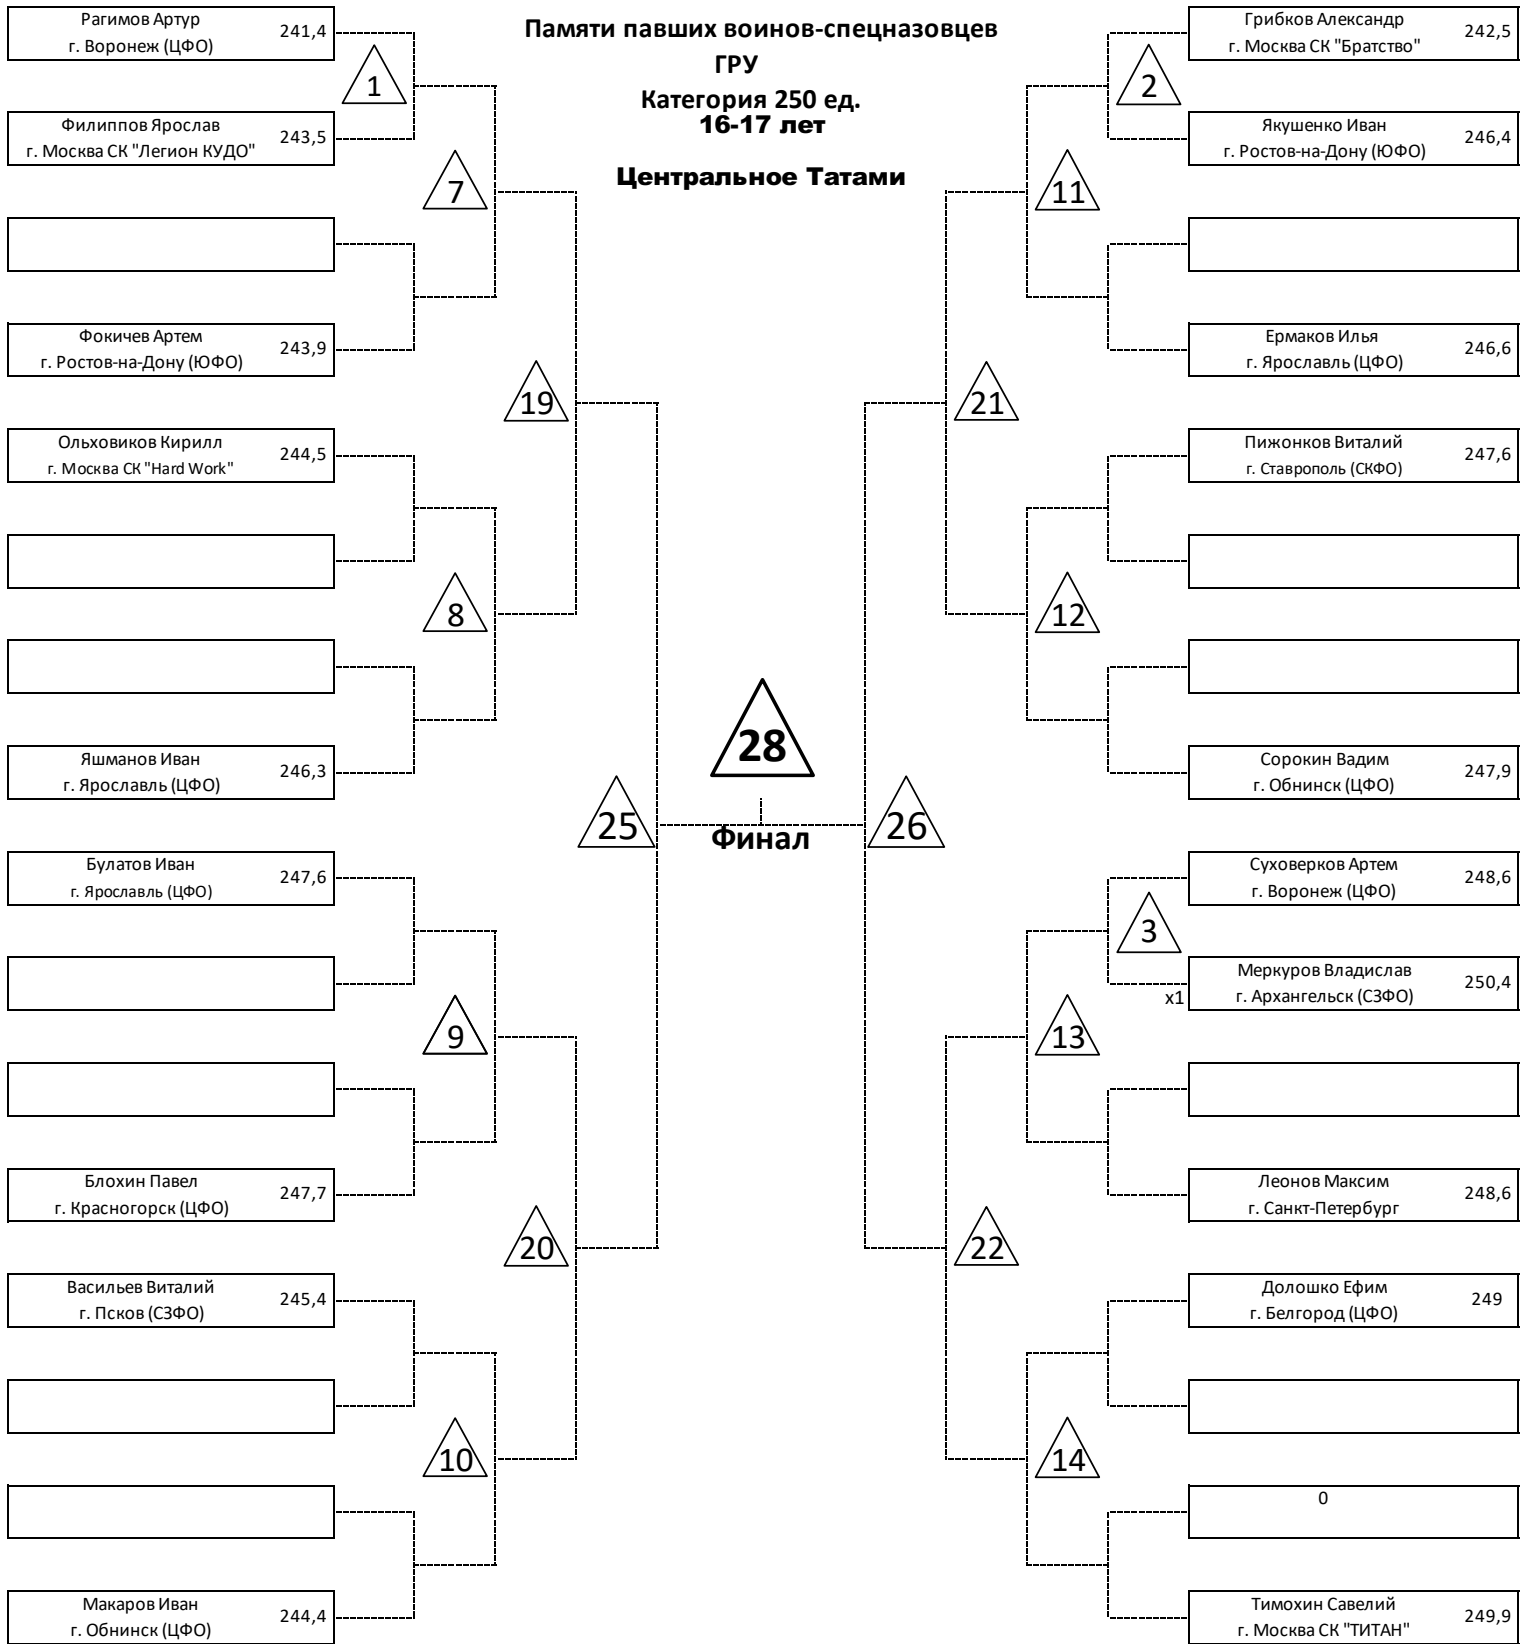 Памяти павших воинов-спецназовцев
ГРУ
Категория 250 ед.
16-17 лет
Центральное Татами
Рагимов Артур
г. Воронеж (ЦФО)
241,4
1
Филиппов Ярослав
г. Москва СК "Легион КУДО"
243,5
7
Фокичев Артем
г. Ростов-на-Дону (ЮФО)
243,9
19
Ольховиков Кирилл
г. Москва СК "Hard Work"
244,5
8
Яшманов Иван
г. Ярославль (ЦФО)
246,3
25
Булатов Иван
г. Ярославль (ЦФО)
247,6
9
Блохин Павел
г. Красногорск (ЦФО)
247,7
20
Васильев Виталий
г. Псков (СЗФО)
245,4
10
Макаров Иван
г. Обнинск (ЦФО)
244,4
28
Финал
Грибков Александр
г. Москва СК "Братство"
242,5
2
Якушенко Иван
г. Ростов-на-Дону (ЮФО)
246,4
11
Ермаков Илья
г. Ярославль (ЦФО)
246,6
21
Пижонков Виталий
г. Ставрополь (СКФО)
247,6
12
Сорокин Вадим
г. Обнинск (ЦФО)
247,9
26
Суховерков Артем
г. Воронеж (ЦФО)
248,6
3
Меркуров Владислав
г. Архангельск (СЗФО)
250,4
x1
13
Леонов Максим
г. Санкт-Петербург
248,6
22
Долошко Ефим
г. Белгород (ЦФО)
249
14
0
Тимохин Савелий
г. Москва СК "ТИТАН"
249,9